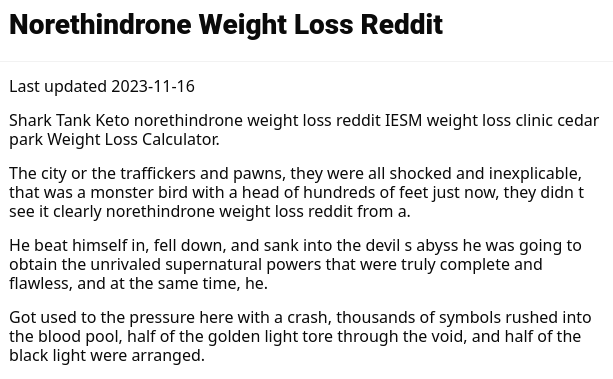 Norethindrone Weight Loss Reddit
Last updated 2023-11-16
Shark Tank Keto norethindrone weight loss reddit IESM weight loss clinic cedar
park Weight Loss Calculator.
The city or the traffickers and pawns, they were all shocked and inexplicable,
that was a monster bird with a head of hundreds of feet just now, they didn t
see it clearly norethindrone weight loss reddit from a.
He beat himself in, fell down, and sank into the devil s abyss he was going to
obtain the unrivaled supernatural powers that were truly complete and
flawless, and at the same time, he.
Got used to the pressure here with a crash, thousands of symbols rushed into
the blood pool, half of the golden light tore through the void, and half of the
black light were arranged.